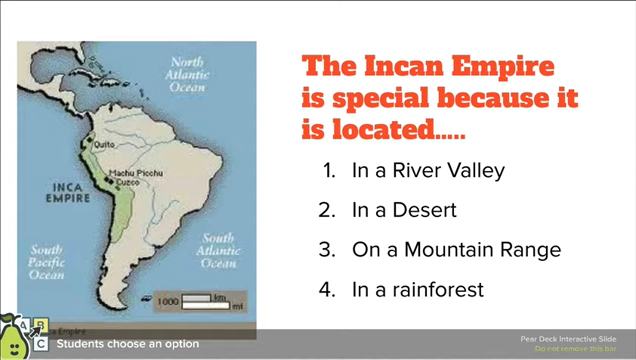 The Incan Empire
is special because it
is located.....
1. In a River Valley
2. In a Desert
3. On a Mountain Range
4. In a rainforest
North
Atlantic
Ocean
Quito
Machu Picchu
Cuzco
INCA
EMPIRE
South
Pacific
Ocean
South
Atlantic
Ocean
1000
km
mi
Empire
A B
C
Students choose an option
Pear Deck Interactive Slide
Do not remove this bar